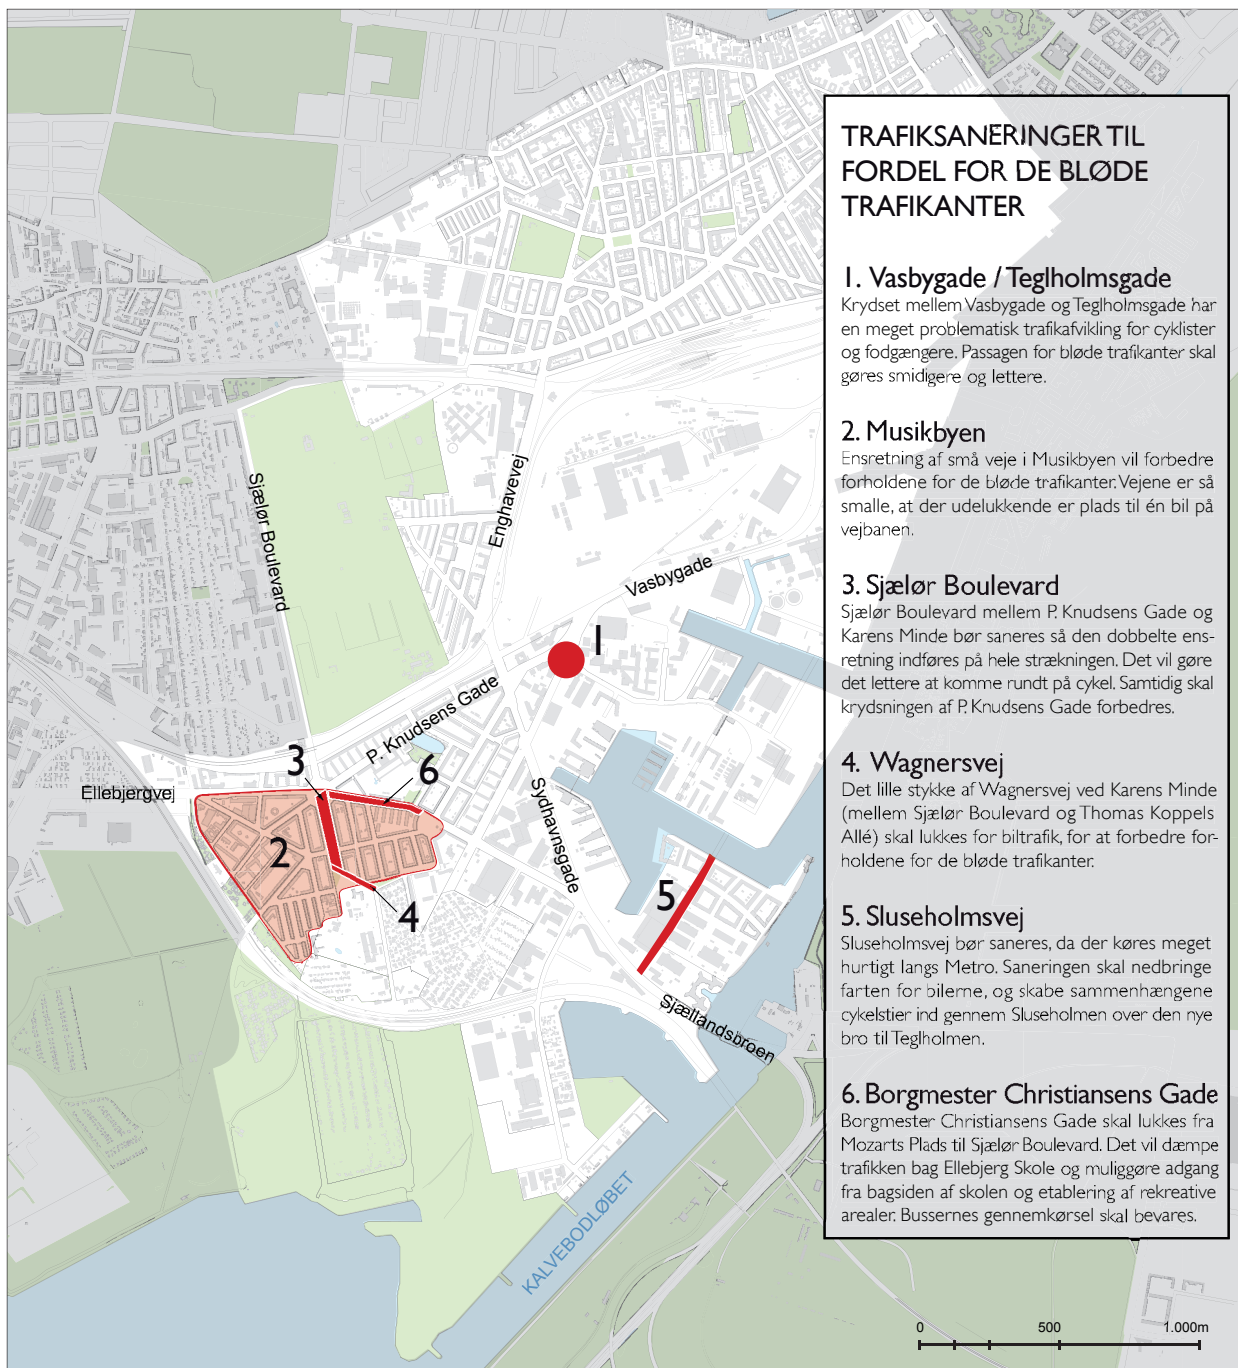 TRAFIKSANERINGER TIL
FORDEL FOR DE BLØDE
TRAFIKANTER
1. Vasbygade / Teglholmsgade
Krydset mellem Vasbygade og Teglholmsgade har
en meget problematisk trafikafvikling for cyklister
og fodgængere. Passagen for bløde trafikanter skal
gøres smidigere og lettere.
2. Musikbyen
Ensretning af små veje i Musikbyen vil forbedre
forholdene for de bløde trafikanter. Vejene er så
smalle, at der udelukkende er plads til én bil på
vejbanen.
3. Sjælør Boulevard
Sjælør Boulevard mellem P. Knudsens Gade og
Karens Minde bør saneres så den dobbelte ens-
retning indføres på hele strækningen. Det vil gøre
det lettere at komme rundt på cykel. Samtidig skal
krydsningen af P. Knudsens Gade forbedres.
4. Wagnersvej
Det lille stykke af Wagnersvej ved Karens Minde
(mellem Sjælør Boulevard og Thomas Koppels
Allé) skal lukkes for biltrafik, for at forbedre for-
holdene for de bløde trafikanter.
5. Sluseholmsvej
Sluseholmsvej bør saneres, da der køres meget
hurtigt langs Metro. Saneringen skal nedbringe
farten for bilerne, og skabe sammenhængene
cykelstier ind gennem Sluseholmen over den nye
bro til Teglholmen.
6. Borgmester Christiansens Gade
Borgmester Christiansens Gade skal lukkes fra
Mozarts Plads til Sjælør Boulevard. Det vil dæmpe
trafikken bag Ellebjerg Skole og muliggøre adgang
fra bagsiden af skolen og etablering af rekreative
arealer. Bussernes gennemkørsel skal bevares.
Sjælør Boulevard
Enghavevej
Vasbygade
1
P. Knudsens Gade
3
6
Ellebjergvej
Sydhavnsgade
2
5
4
Sjællandsbroen
KALVEBODLØBET
0 500 1.000m